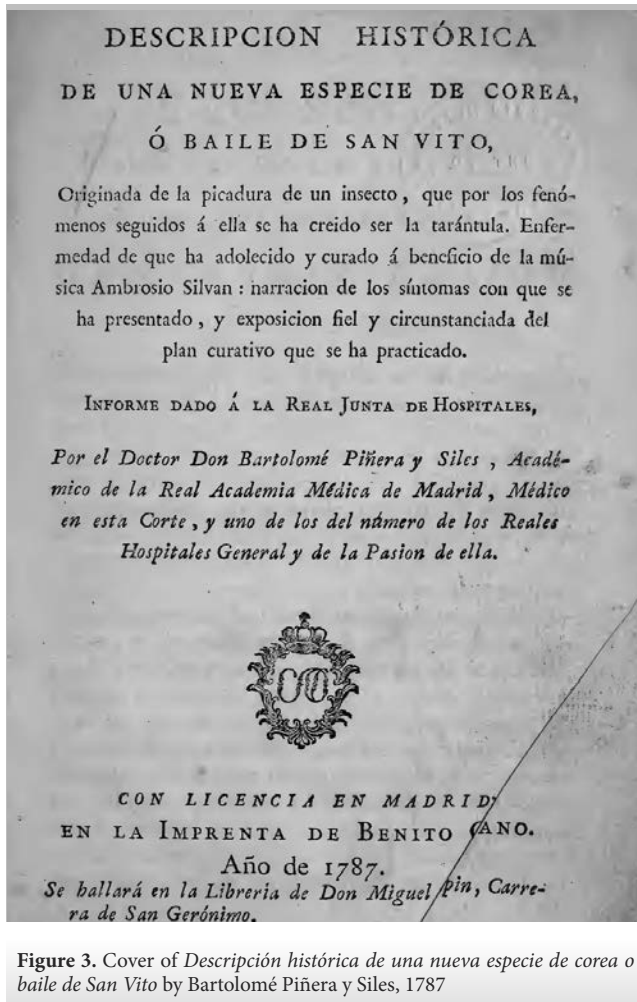 DESCRIPCION HISTÓRICA
DE UNA NUEVA ESPECIE DE COREA,
Ó BAILE DE SAN VITO,
Originada de la picadura de un insecto, que por los fenó-
menos seguidos á ella se ha creido ser la tarántula. Enfer-
medad de que ha adolecido y curado á beneficio de la mú-
sica Ambrosio Silvan : narracion de los síntomas con que se
ha presentado, y exposicion fiel y circunstanciada del
plan curativo que se ha practicado.
INFORME DADO Á LA REAL JUNTA DE HOSPITALES,
Por el Doctor Don Bartolomé Piñera y Siles, Acadé-
mico de la Real Academia Médica de Madrid, Médico
en esta Corte, y uno de los del número de los Reales
Hospitales General y de la Pasion de ella.
CON LICENCIA EN MADRID
EN LA IMPRENTA DE BENITO CANO.
Año de 1787.
Se hallará en la Libreria de Don Miguel Pin, Carre-
ra de San Gerónimo.
Figure 3. Cover of Descripción histórica de una nueva especie de corea o
baile de San Vito by Bartolomé Piñera y Siles, 1787